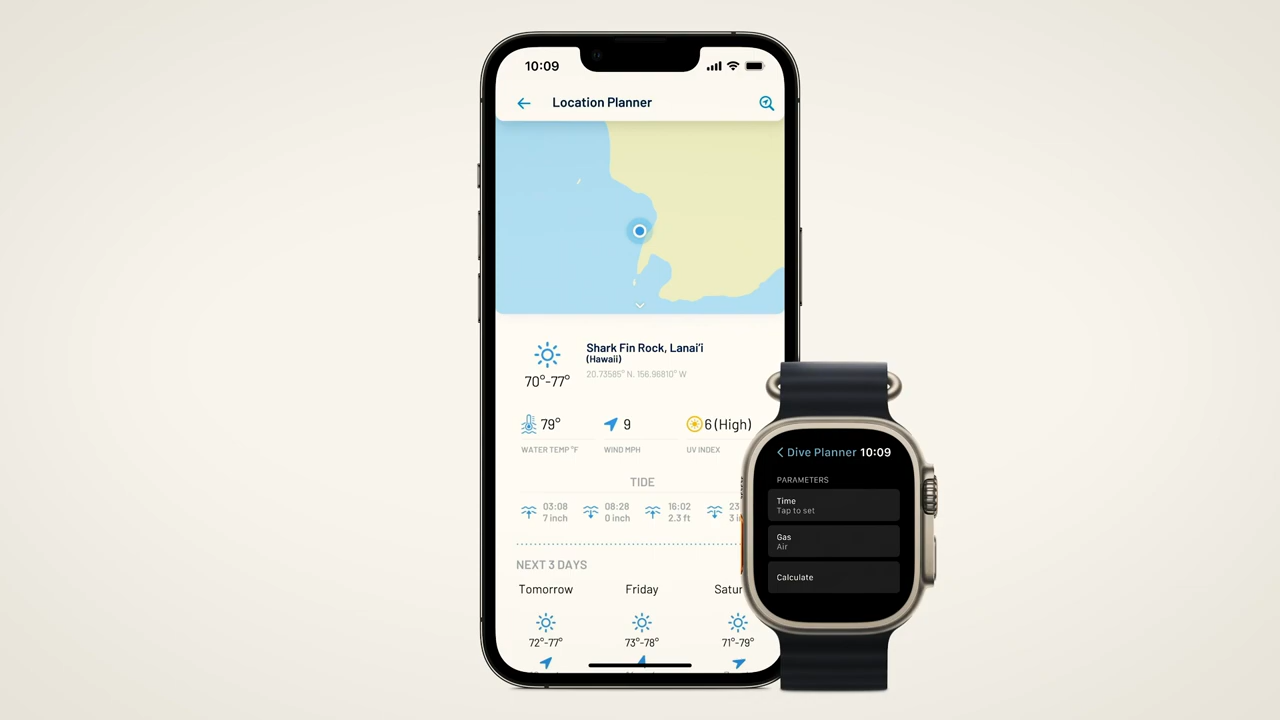 10:09
Location Planner
Shark Fin Rock, Lanai'i
(Hawaii)
20.73585° N. 156.96810° W
70°-77°
79°
9
6 (High)
WATER TEMP °F
WIND MPH
UV INDEX
TIDE
03:08
7 inch
08:28
0 inch
16:02
2.3 ft
23
3
NEXT 3 DAYS
Tomorrow
Friday
Satur
72°-77°
73°-78°
71°-79°
Dive Planner 10:09
PARAMETERS
Time
Tap to set
Gas
Air
Calculate